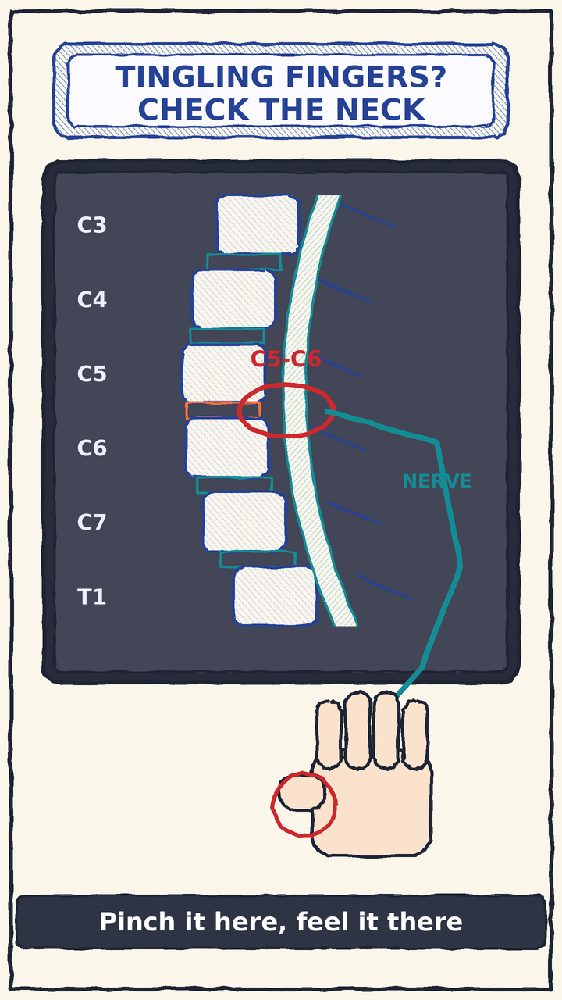 TINGLING FINGERS?
CHECK THE NECK
C3
C4
C5
C5-C6
C6
NERVE
C7
T1
Pinch it here, feel it there